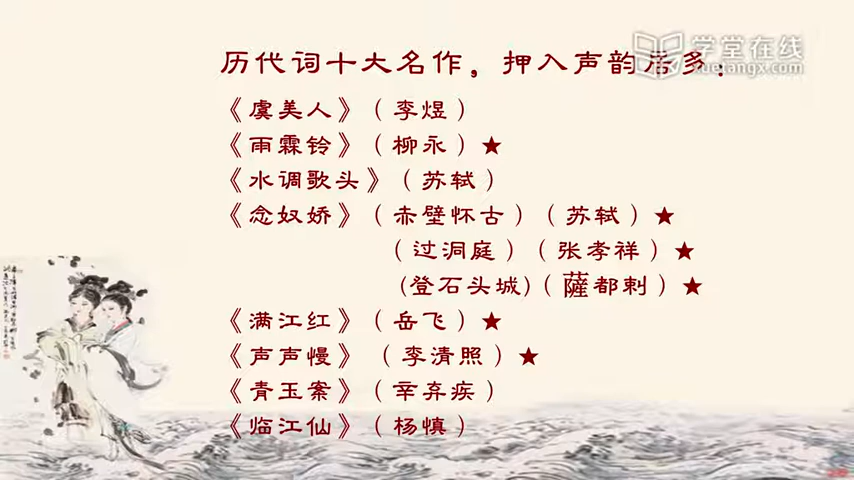 学堂在线
xuetangx.com
历代词十大名作，押入声韵居多：
《虞美人》（李煜）
《雨霖铃》（柳永）★
《水调歌头》（苏轼）
《念奴娇》（赤壁怀古）（苏轼）★
（过洞庭）（张孝祥）★
(登石头城)（薩都剌）★
《满江红》（岳飞）★
《声声慢》（李清照）★
《青玉案》（辛弃疾）
《临江仙》（杨慎）